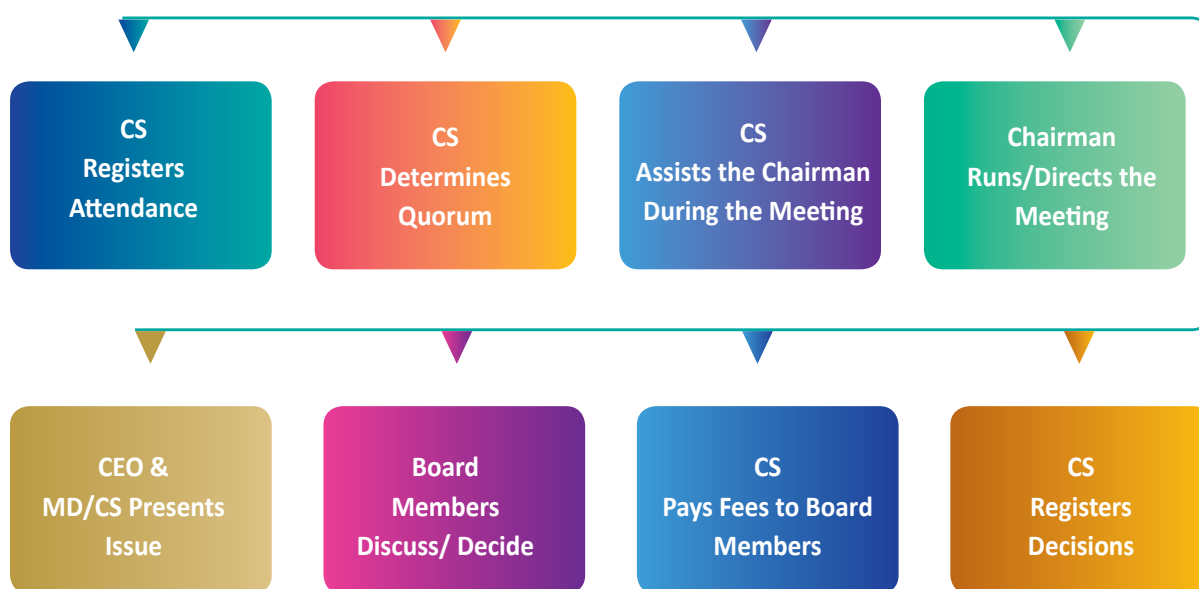 CS
Registers
Attendance
CS
Determines
Quorum
CS
Assists the Chairman
During the Meeting
Chairman
Runs/Directs the
Meeting
CEO &
MD/CS Presents
Issue
Board
Members
Discuss/ Decide
CS
Pays Fees to Board
Members
CS
Registers
Decisions